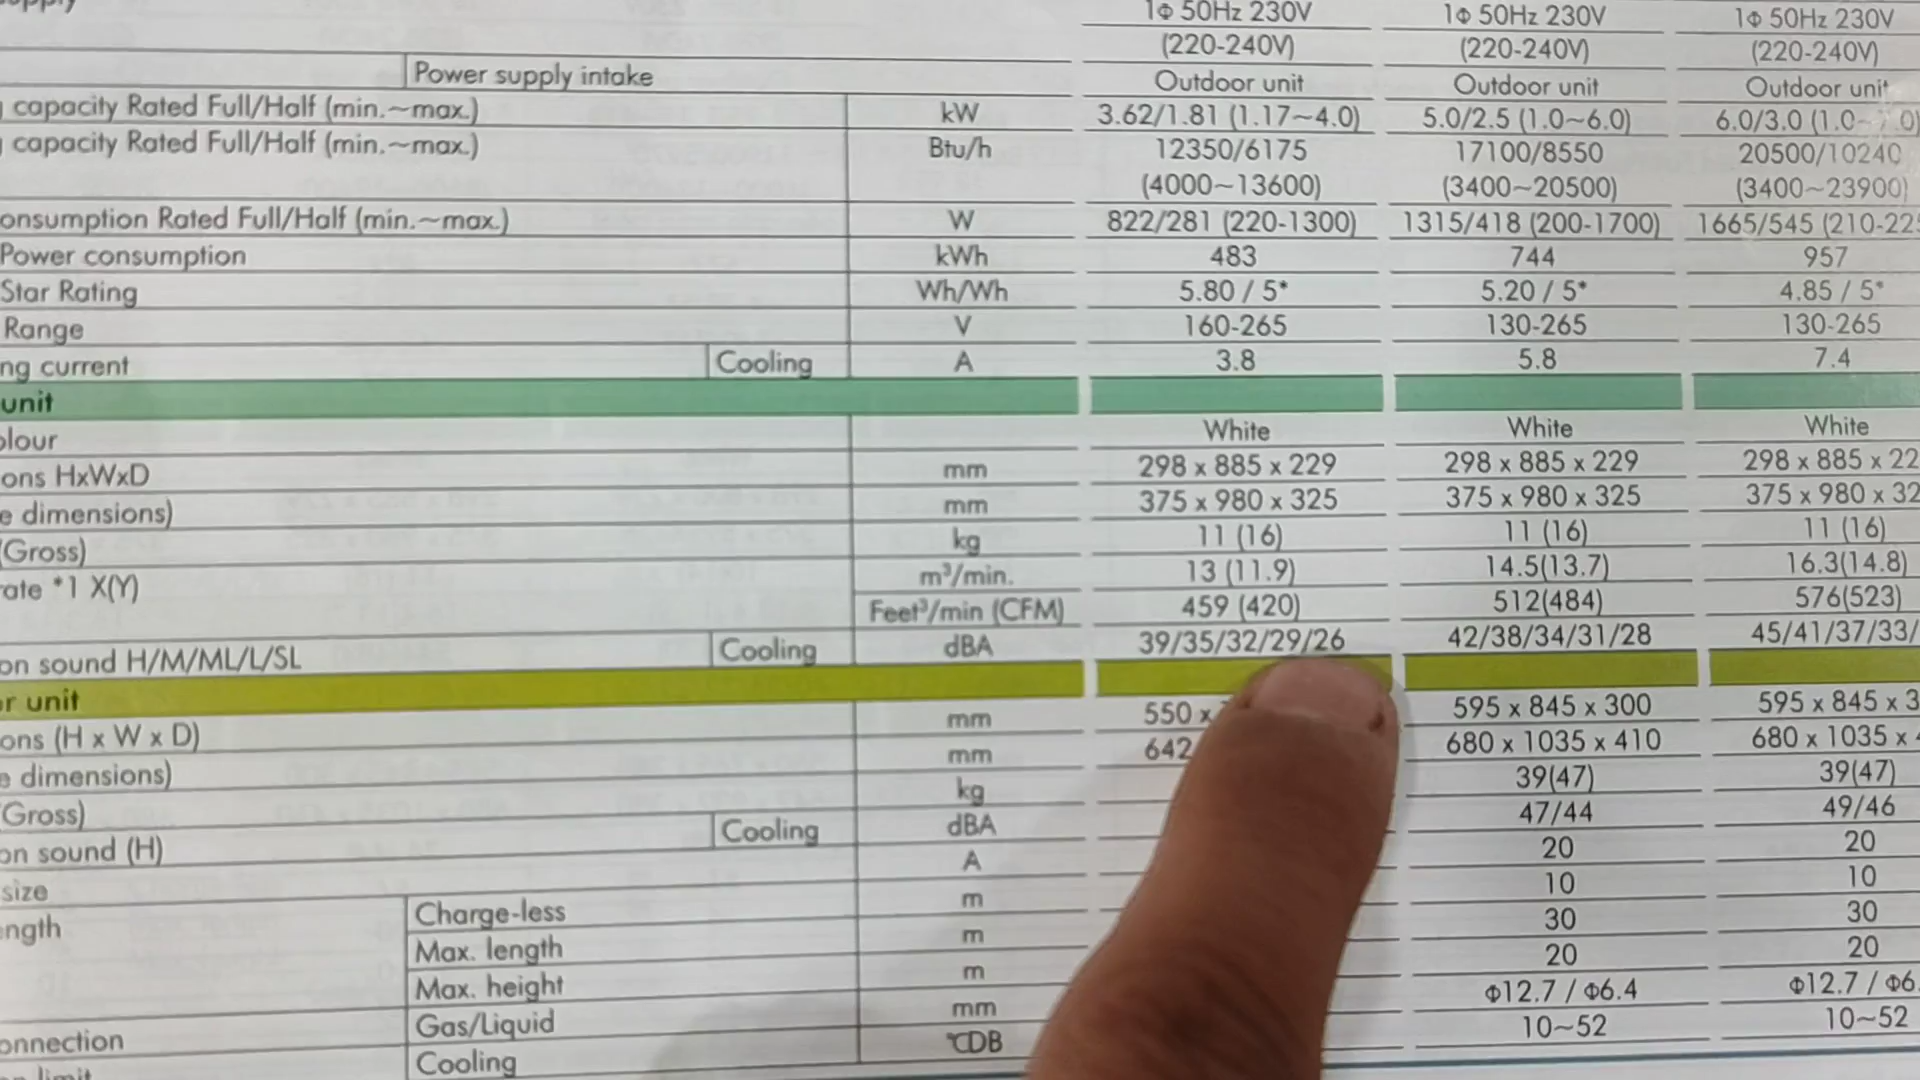 1Φ 50Hz 230V 1Φ 50Hz 230V 1Φ 50Hz 230V
(220-240V) (220-240V) (220-240V)
Power supply intake Outdoor unit Outdoor unit Outdoor unit
capacity Rated Full/Half (min.~max.) kW 3.62/1.81 (1.17~4.0) 5.0/2.5 (1.0~6.0) 6.0/3.0 (1.0~7.0)
capacity Rated Full/Half (min.~max.) Btu/h 12350/6175 17100/8550 20500/10240
(4000~13600) (3400~20500) (3400~23900)
onsumption Rated Full/Half (min.~max.) W 822/281 (220-1300) 1315/418 (200-1700) 1665/545 (210-225
Power consumption kWh 483 744 957
Star Rating Wh/Wh 5.80 / 5* 5.20 / 5* 4.85 / 5*
Range V 160-265 130-265 130-265
ng current Cooling A 3.8 5.8 7.4
unit
olour White White White
ons HxWxD mm 298 x 885 x 229 298 x 885 x 229 298 x 885 x 22
e dimensions) mm 375 x 980 x 325 375 x 980 x 325 375 x 980 x 32
(Gross) kg 11 (16) 11 (16) 11 (16)
rate *1 X(Y) m³/min. 13 (11.9) 14.5(13.7) 16.3(14.8)
Feet³/min (CFM) 459 (420) 512(484) 576(523)
on sound H/M/ML/L/SL Cooling dBA 39/35/32/29/26 42/38/34/31/28 45/41/37/33/
r unit
ons (H x W x D) mm 550 x 595 x 845 x 300 595 x 845 x 3
e dimensions) mm 642 680 x 1035 x 410 680 x 1035 x
(Gross) kg 39(47) 39(47)
on sound (H) Cooling dBA 47/44 49/46
size A 20 20
ength Charge-less m 10 10
Max. length m 30 30
Max. height m 20 20
onnection Gas/Liquid mm Φ12.7 / Φ6.4 Φ12.7 / Φ6.
Cooling °CDB 10~52 10~52